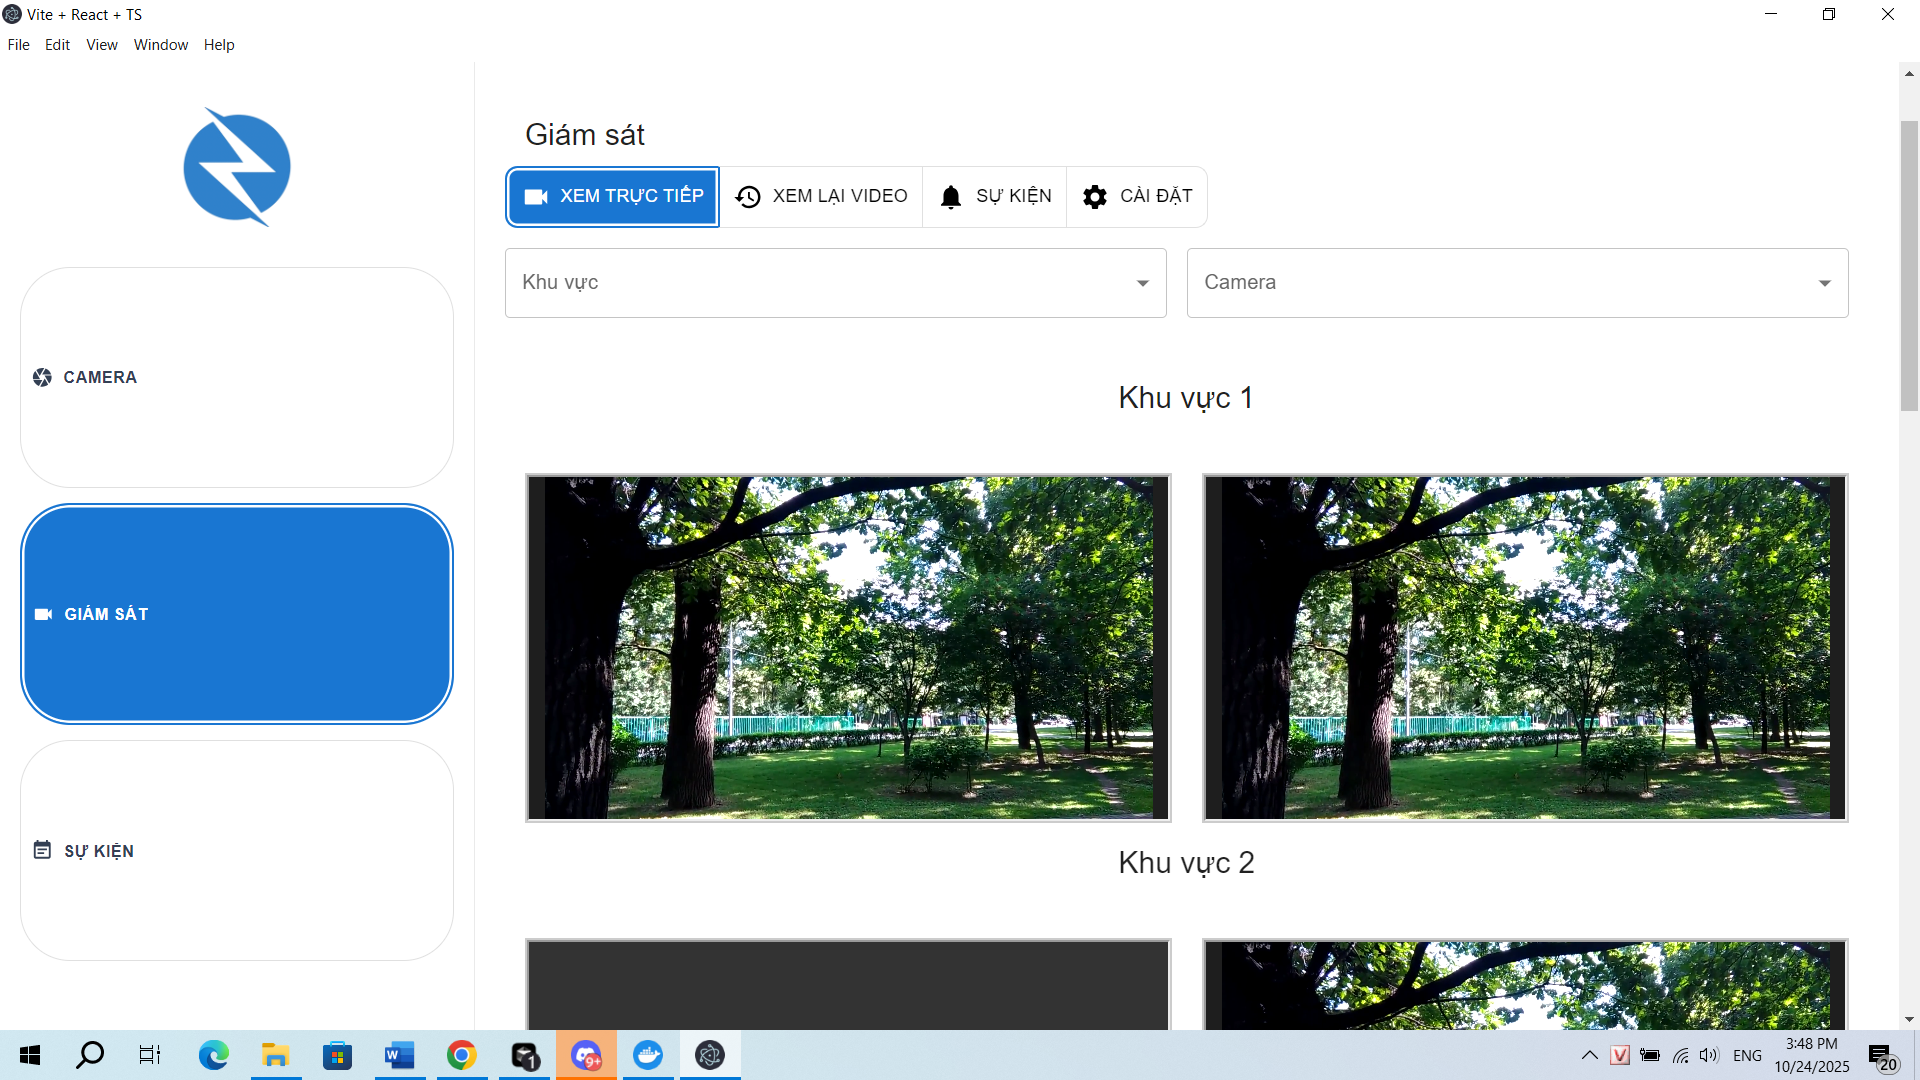 Vite + React + TS
File Edit View Window Help
Giám sát
XEM TRỰC TIẾP XEM LẠI VIDEO SỰ KIỆN CÀI ĐẶT
Khu vực Camera
CAMERA
Khu vực 1
GIÁM SÁT
SỰ KIỆN
Khu vực 2
W
1
9+
V
ENG
3:48 PM
10/24/2025
20